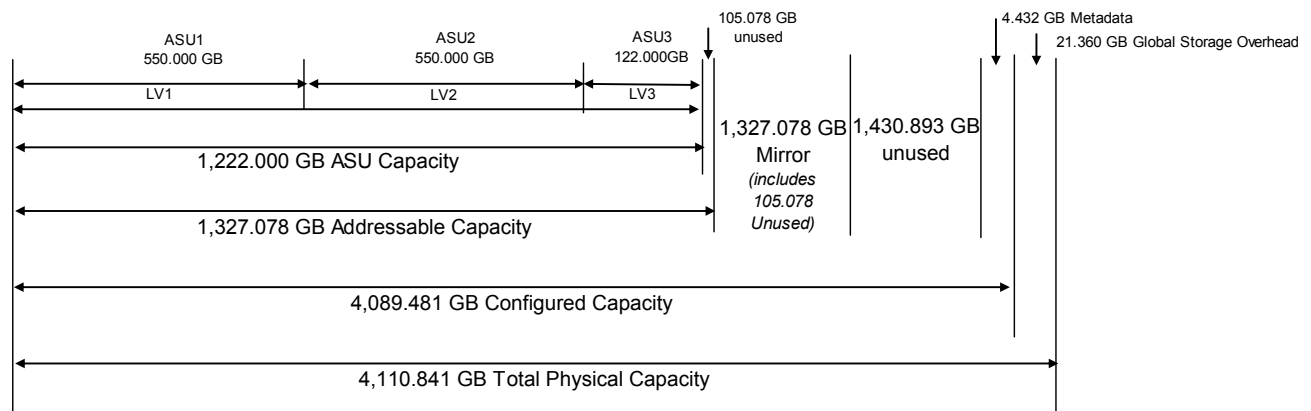 105.078 GB
unused
4.432 GB Metadata
21.360 GB Global Storage Overhead
ASU1
550.000 GB
ASU2
550.000 GB
ASU3
122.000GB
LV1
LV2
LV3
1,222.000 GB ASU Capacity
1,327.078 GB Addressable Capacity
1,327.078 GB
Mirror
(includes
105.078
Unused)
1,430.893 GB
unused
4,089.481 GB Configured Capacity
4,110.841 GB Total Physical Capacity